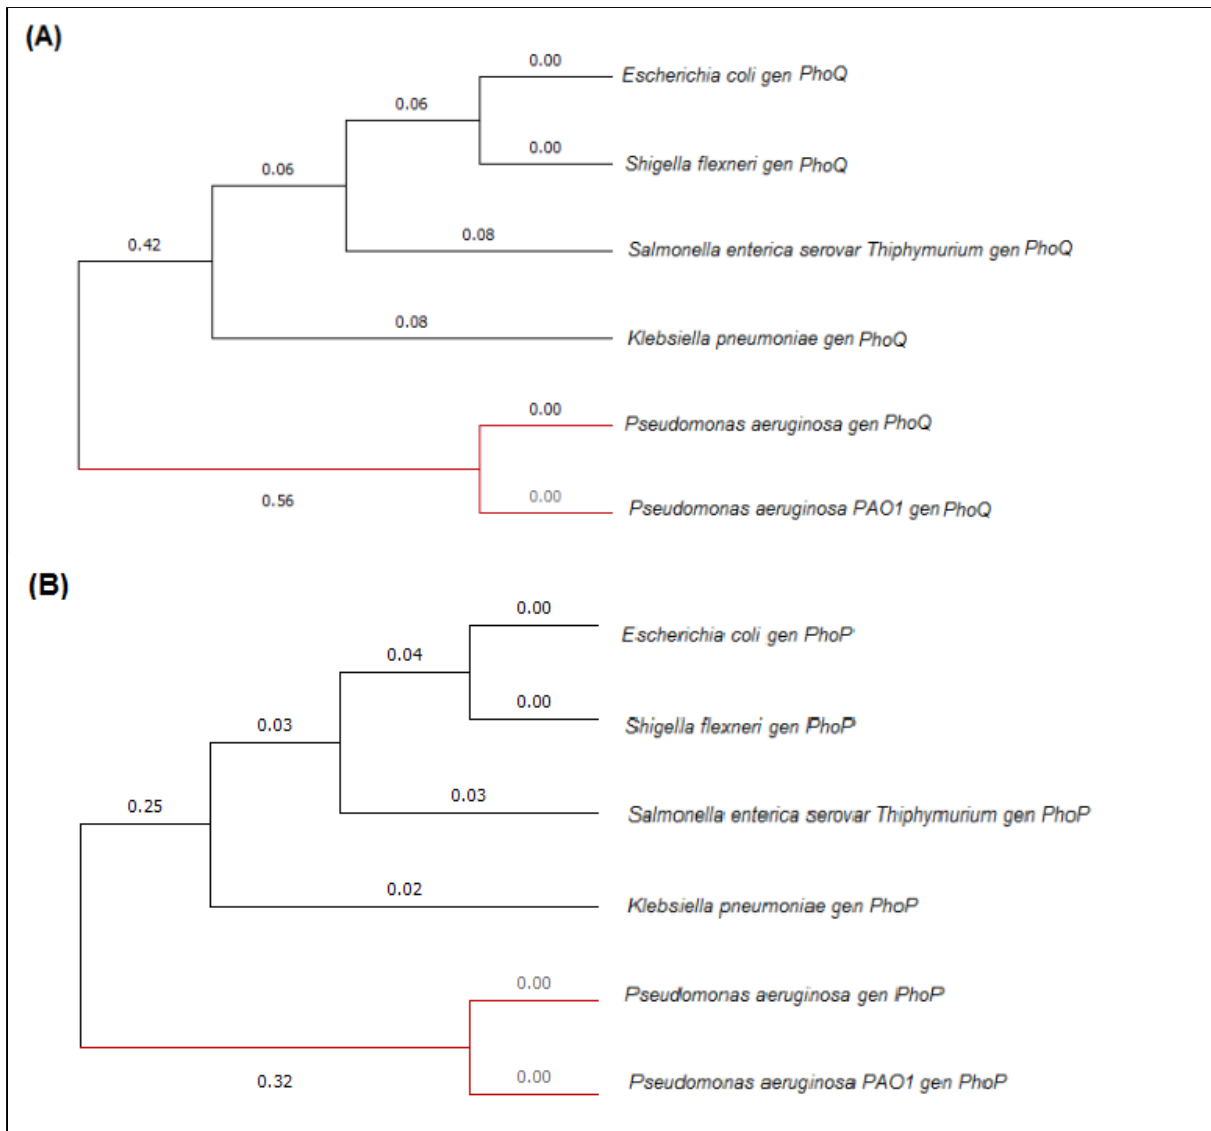 (A)
0.00
Escherichia coli gen PhoQ
0.06
0.00
Shigella flexneri gen PhoQ
0.06
0.08
Salmonella enterica serovar Thiphymurium gen PhoQ
0.42
0.08
Klebsiella pneumoniae gen PhoQ
0.00
Pseudomonas aeruginosa gen PhoQ
0.56
0.00
Pseudomonas aeruginosa PAO1 gen PhoQ
(B)
0.00
Escherichia coli gen PhoP
0.04
0.00
Shigella flexneri gen PhoP
0.03
0.03
Salmonella enterica serovar Thiphymurium gen PhoP
0.25
0.02
Klebsiella pneumoniae gen PhoP
0.00
Pseudomonas aeruginosa gen PhoP
0.32
0.00
Pseudomonas aeruginosa PAO1 gen PhoP